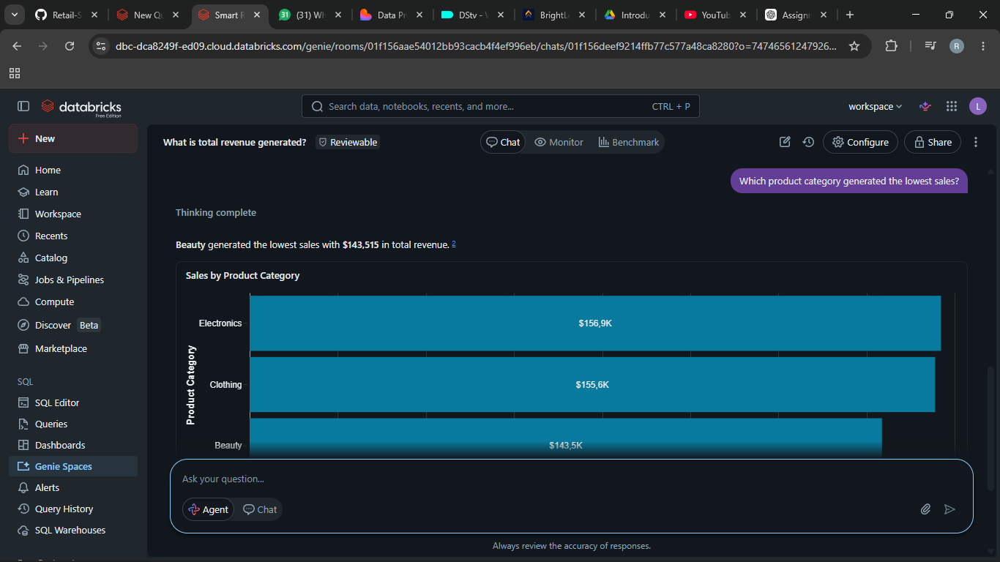 Retail-S
New Q
Smart R
(31) Wh
Data Pr
DStv - V
BrightL
Introdu
YouTub
Assignr
dbc-dca8249f-ed09.cloud.databricks.com/genie/rooms/01f156aae54012bb93cacb4f4ef996eb/chats/01f156deef9214ffb77c577a48ca8280?o=74746561247926...
R
databricks
Free Edition
Search data, notebooks, recents, and more...
CTRL + P
workspace
L
New
Home
Learn
Workspace
Recents
Catalog
Jobs & Pipelines
Compute
Discover Beta
Marketplace
SQL
SQL Editor
Queries
Dashboards
Genie Spaces
Alerts
Query History
SQL Warehouses
What is total revenue generated?
Reviewable
Chat
Monitor
Benchmark
Configure
Share
Which product category generated the lowest sales?
Thinking complete
Beauty generated the lowest sales with $143,515 in total revenue. 2
Sales by Product Category
Product Category
Electronics
$156,9K
Clothing
$155,6K
Beauty
$143,5K
Ask your question...
Agent
Chat
Always review the accuracy of responses.